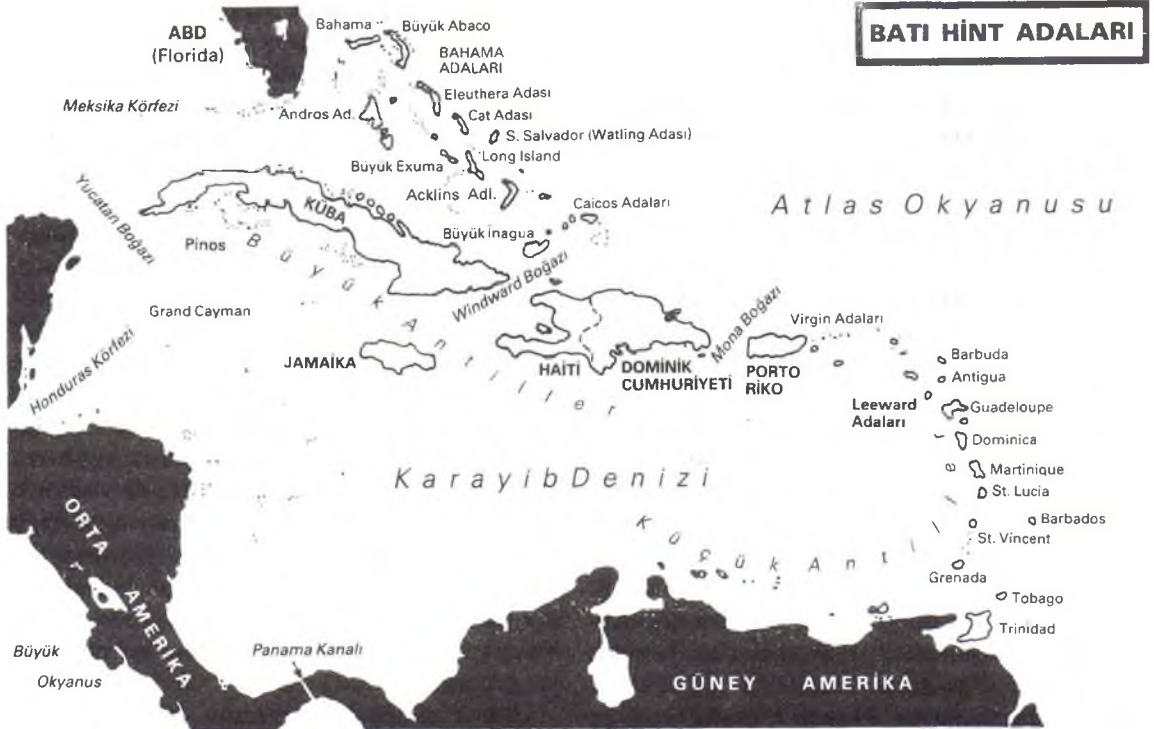 BATI HİNT ADALARI
ABD
(Florida)
Bahama
Büyük Abaco
BAHAMA
ADALARI
Meksika Körfezi
Andros Ad.
Eleuthera Adası
Cat Adası
S. Salvador (Watling Adası)
Büyük Exuma
Long Island
Acklins Adl.
Yucatan Boğazı
KÜBA
Pinos
Caicos Adaları
Atlas Okyanusu
Büyük İnagua
Windward Boğazı
Büyük Antiller
Grand Cayman
Honduras Körfezi
JAMAİKA
HAİTİ
DOMİNİK
CUMHURİYETİ
Mona Boğazı
PORTO
RİKO
Virgin Adaları
Barbuda
Antigua
Leeward
Adaları
Guadeloupe
Dominica
Martinique
St. Lucia
Barbados
St. Vincent
Grenada
Tobago
Trinidad
Karayib Denizi
Küçük Antiller
ORTA AMERİKA
Büyük
Okyanus
Panama Kanalı
GÜNEY AMERİKA